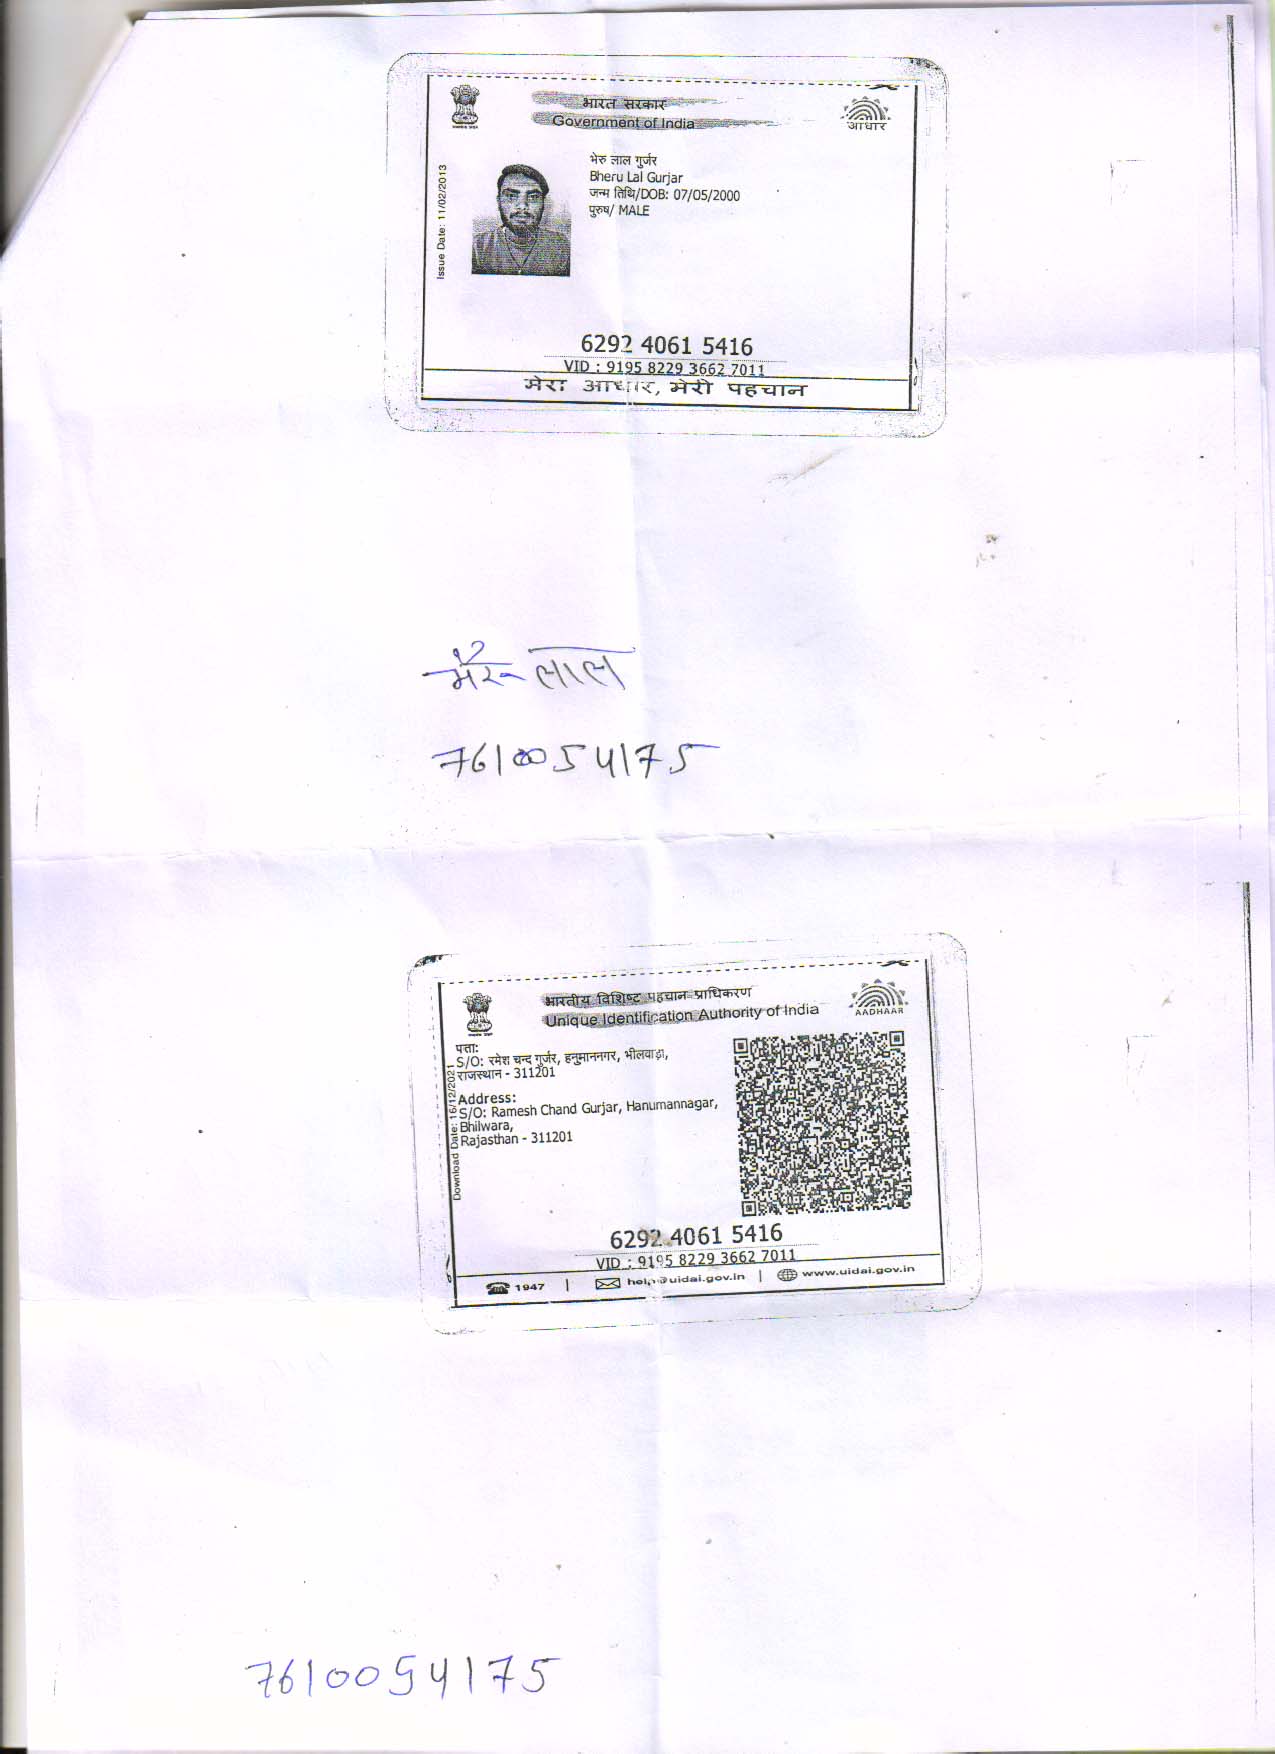 भारत सरकार
Government of India
आधार
Issue Date: 11/02/2013
भेरु लाल गुर्जर
Bheru Lal Gurjar
जन्म तिथि/DOB: 07/05/2000
पुरुष/ MALE
6292 4061 5416
VID : 9195 8229 3662 7011
मेरा आधार, मेरी पहचान
भेरू लाल
7610054175
भारतीय विशिष्ट पहचान प्राधिकरण
Unique Identification Authority of India
AADHAAR
Download Date: 16/12/2021
पता:
S/O: रमेश चन्द गुर्जर, हनुमाननगर, भीलवाड़ा,
राजस्थान - 311201
Address:
S/O: Ramesh Chand Gurjar, Hanumannagar,
Bhilwara,
Rajasthan - 311201
6292 4061 5416
VID : 9195 8229 3662 7011
1947 | help@uidai.gov.in | www.uidai.gov.in
7610054175